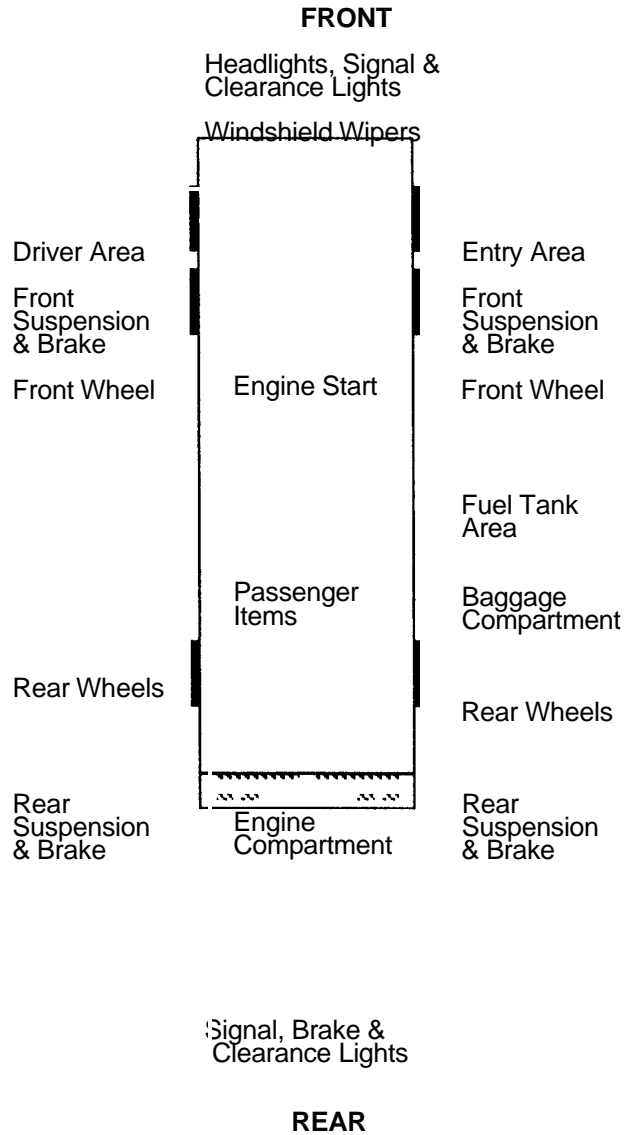 FRONT
Headlights, Signal &
Clearance Lights
Windshield Wipers
Driver Area
Entry Area
Front
Suspension
& Brake
Front
Suspension
& Brake
Front Wheel
Engine Start
Front Wheel
Fuel Tank
Area
Passenger
Items
Baggage
Compartment
Rear Wheels
Rear Wheels
Rear
Suspension
& Brake
Engine
Compartment
Rear
Suspension
& Brake
Signal, Brake &
Clearance Lights
REAR